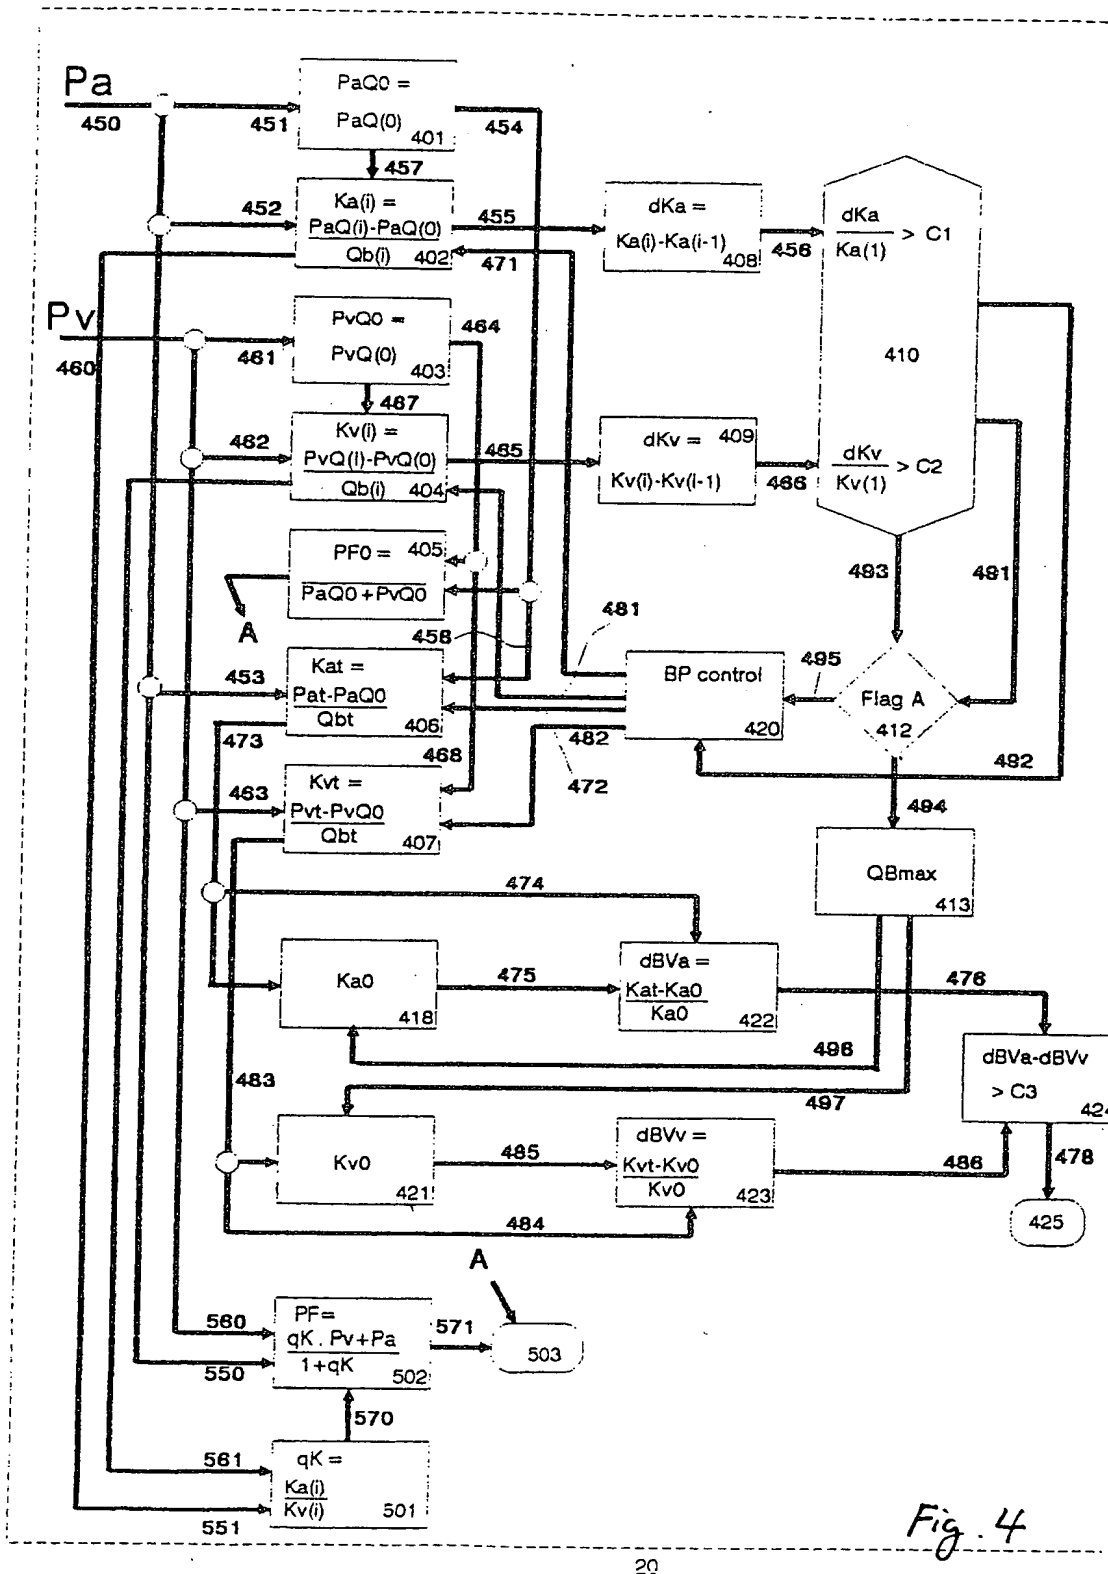 Pa
450
451
PaQ0 =
PaQ(0)
401
454
457
452
Ka(i) =
PaQ(i)-PaQ(0)
Qb(i)
402
455
471
dKa =
Ka(i)-Ka(i-1)
408
456
dKa
Ka(1)
> C1
410
Pv
460
461
PvQ0 =
PvQ(0)
403
464
467
462
Kv(i) =
PvQ(i)-PvQ(0)
Qb(i)
404
465
dKv =
409
Kv(i)-Kv(i-1)
466
dKv
Kv(1)
> C2
PF0 =
405
PaQ0+PvQ0
A
458
481
493
491
453
Kat =
Pat-PaQ0
Qbt
406
473
BP control
420
495
Flag A
412
482
472
492
468
463
Kvt =
Pvt-PvQ0
Qbt
407
494
QBmax
413
474
Ka0
418
475
dBVa =
Kat-Ka0
Ka0
422
476
496
483
497
dBVa-dBVv
> C3
424
Kv0
421
485
dBVv =
Kvt-Kv0
Kv0
423
486
478
425
484
A
560
550
PF=
qK . Pv+Pa
1+qK
502
571
503
570
561
551
qK =
Ka(i)
Kv(i)
501
Fig. 4
20